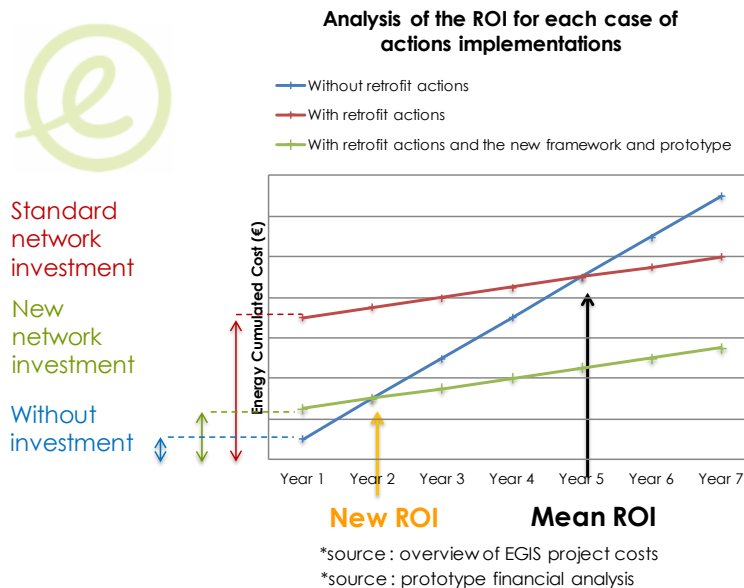 Analysis of the ROI for each case of
actions implementations
Without retrofit actions
With retrofit actions
With retrofit actions and the new framework and prototype
Standard
network
investment
New
network
investment
Without
investment
Energy Cumulated Cost (€)
Year 1 Year 2 Year 3 Year 4 Year 5 Year 6 Year 7
New ROI Mean ROI
*source : overview of EGIS project costs
*source : prototype financial analysis